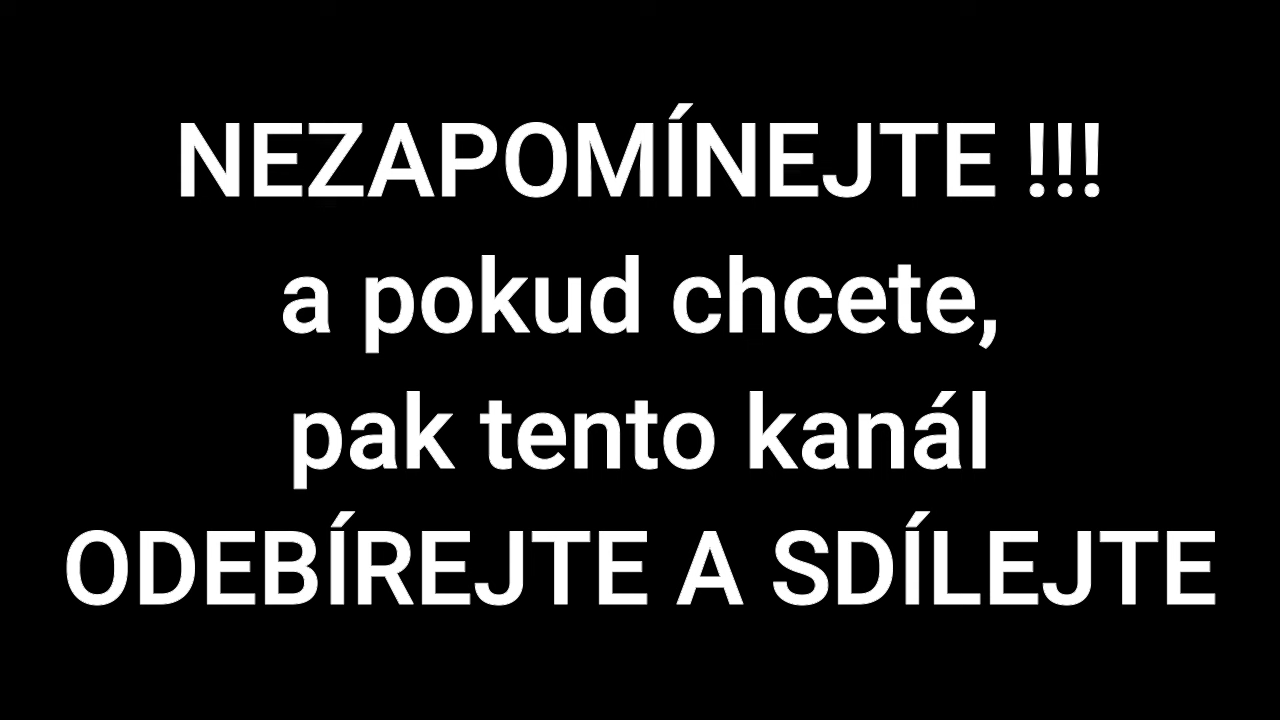 NEZAPOMÍNEJTE !!!
a pokud chcete,
pak tento kanál
ODEBÍREJTE A SDÍLEJTE